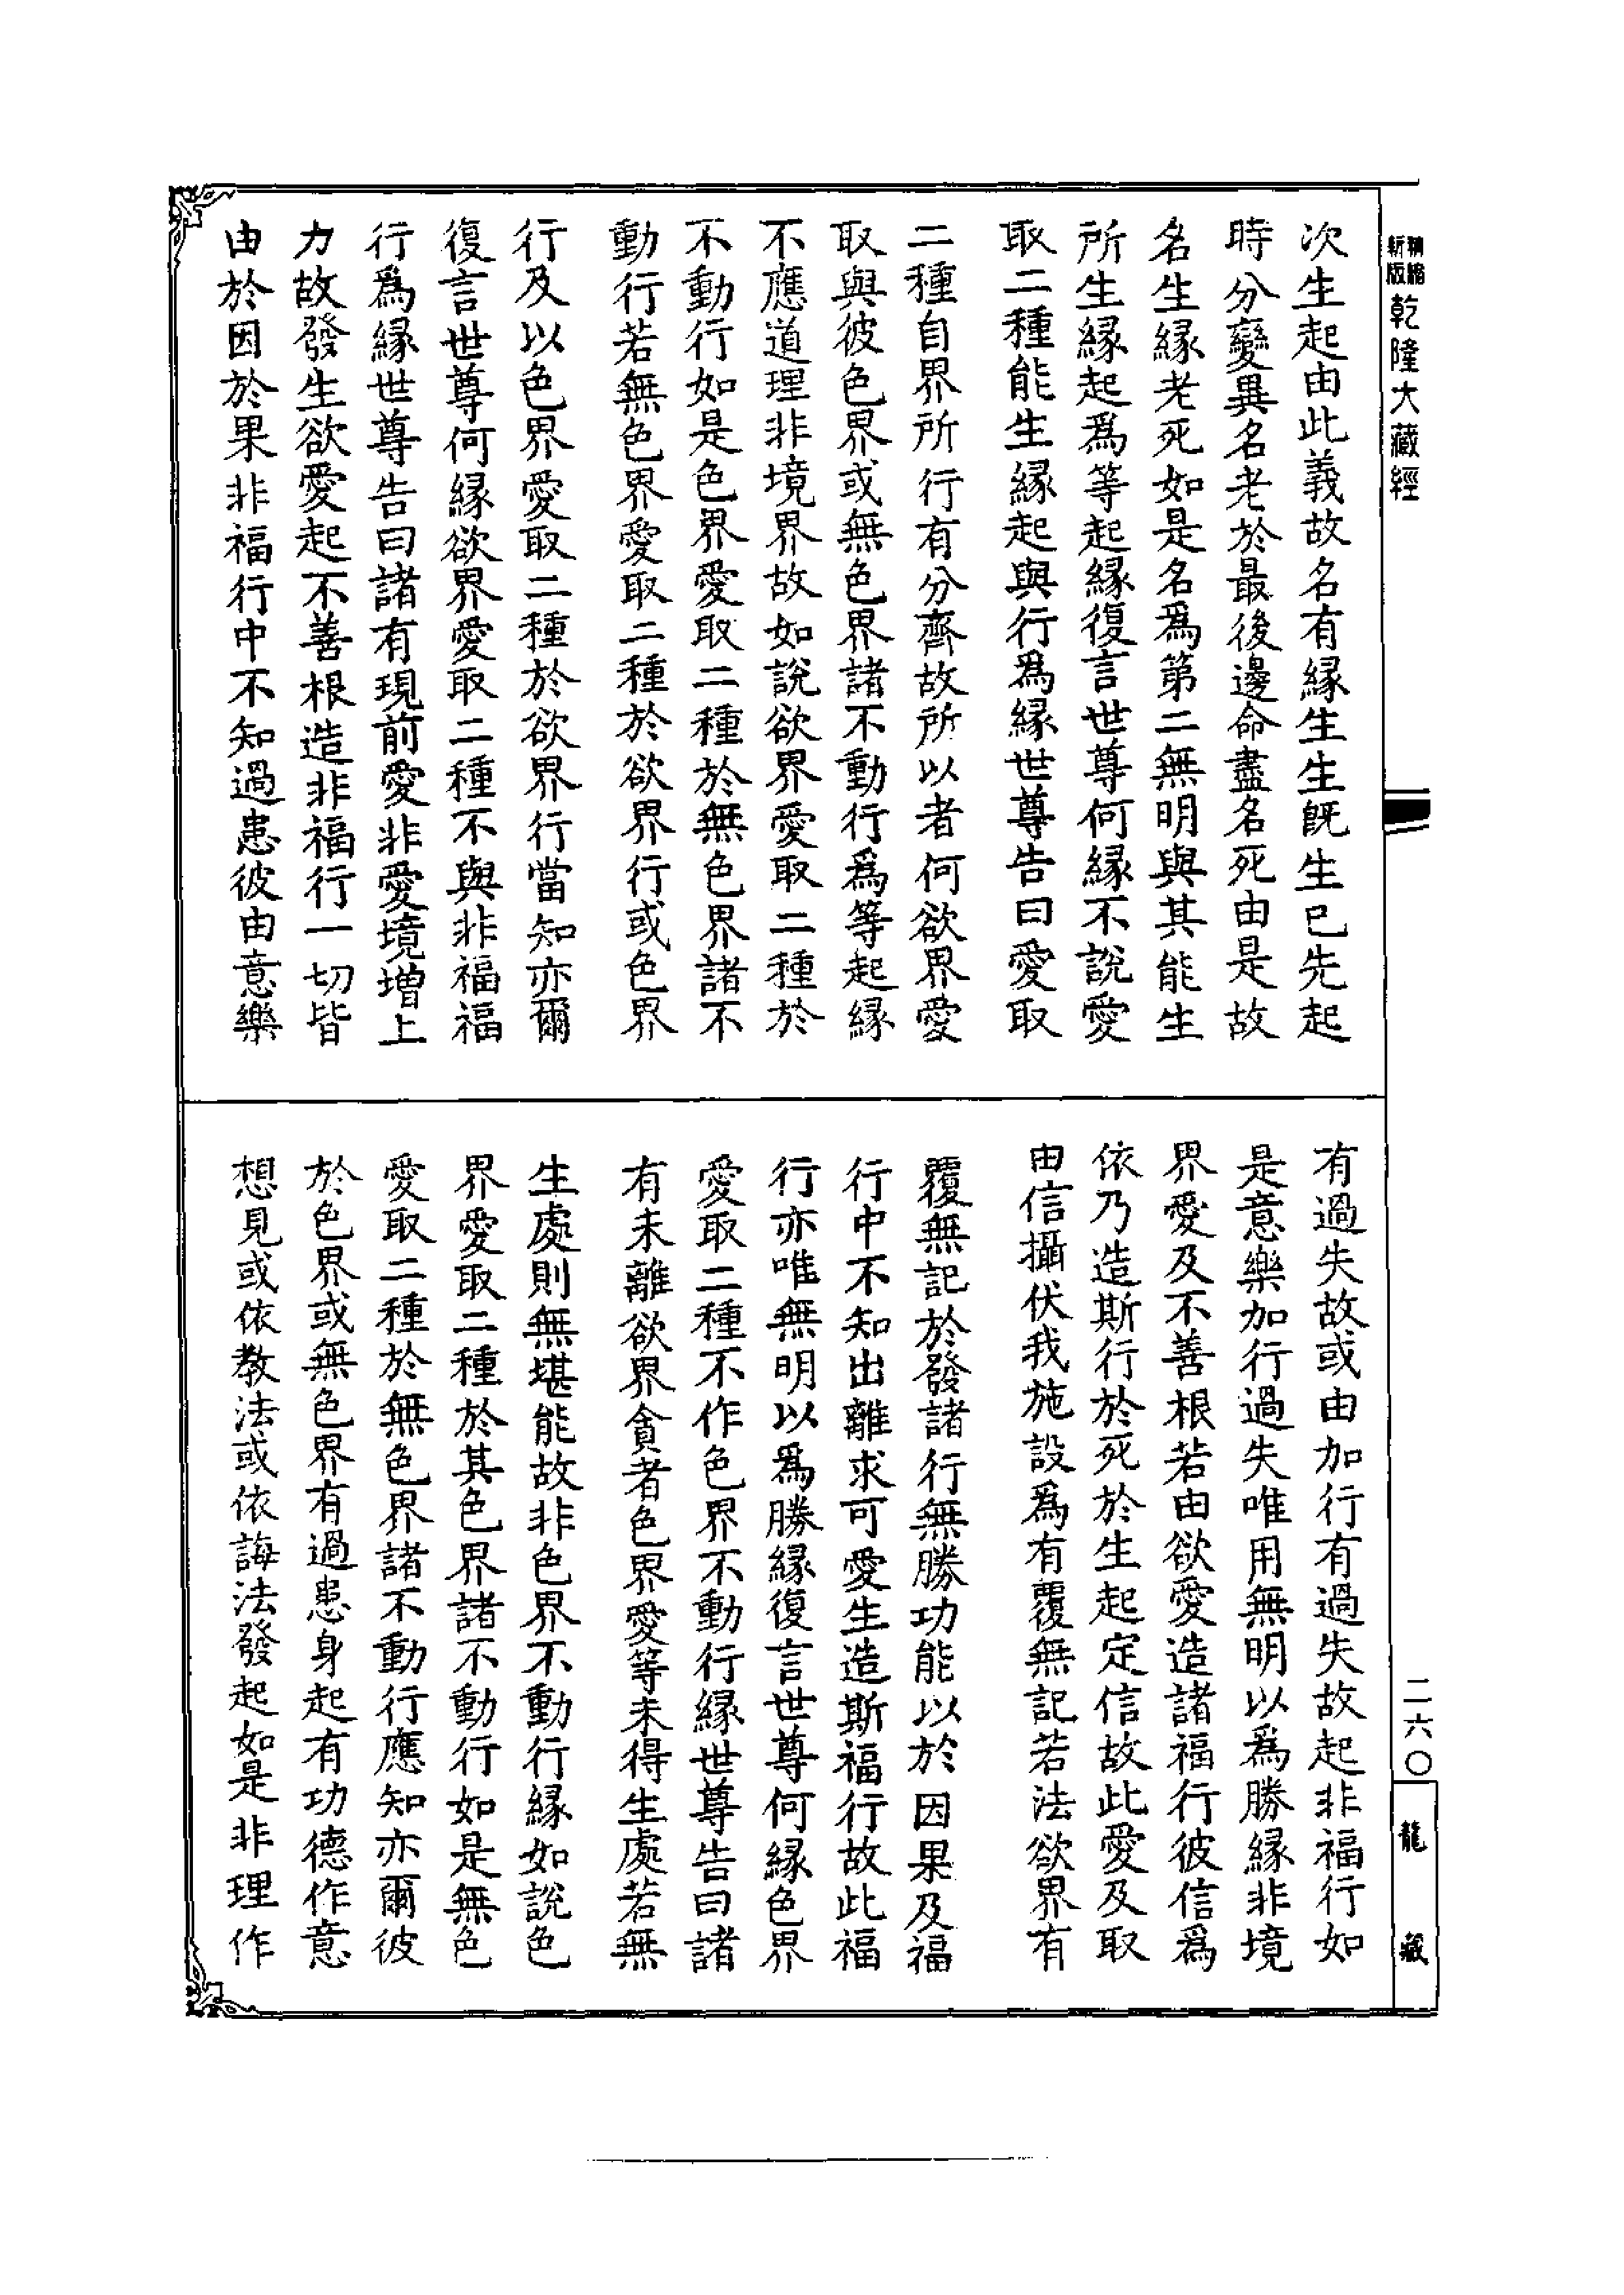 精縮新版乾隆大藏經
次生起由此義故名有緣生生既生已先起
時分變異名老於最後邊命盡名死由是故
名生緣老死如是名為第二無明與其能生
所生緣起爲等起緣復言世尊何緣不說愛
取二種能生緣起與行爲緣世尊告曰愛取
二種自界所行有分齊故所以者何欲界愛
取與彼色界或無色界諸不動行爲等起緣
不應道理非境界故如說欲界愛取二種於
不動行如是色界愛取二種於無色界諸不
動行若無色界愛取二種於欲界行或色界
行及以色界愛取二種於欲界行當知亦爾
復言世尊何緣欲界愛取二種不與非福福
行爲緣世尊告曰諸有現前愛非愛境增上
力故發生欲愛起不善根造非福行一切皆
由於因於果非福行中不知過患彼由意樂
有過失故或由加行有過失故起非福行如
是意樂加行過失唯用無明以爲勝緣非境
界愛及不善根若由欲愛造諸福行彼信爲
依乃造斯行於死於生起定信故此愛及取
由信攝伏我施設爲有覆無記若法欲界有
覆無記於發諸行無勝功能以於因果及福
行中不知出離求可愛生造斯福行故此福
行亦唯無明以爲勝緣復言世尊何緣色界
愛取二種不作色界不動行緣世尊告曰諸
有未離欲界貪者色界愛等未得生處若無
生處則無堪能故非色界不動行緣如說色
界愛取二種於其色界諸不動行如是無色
愛取二種於無色界諸不動行應知亦爾彼
於色界或無色界有過患身起有功德作意
想見或依教法或依誨法發起如是非理作
二六〇
龍藏